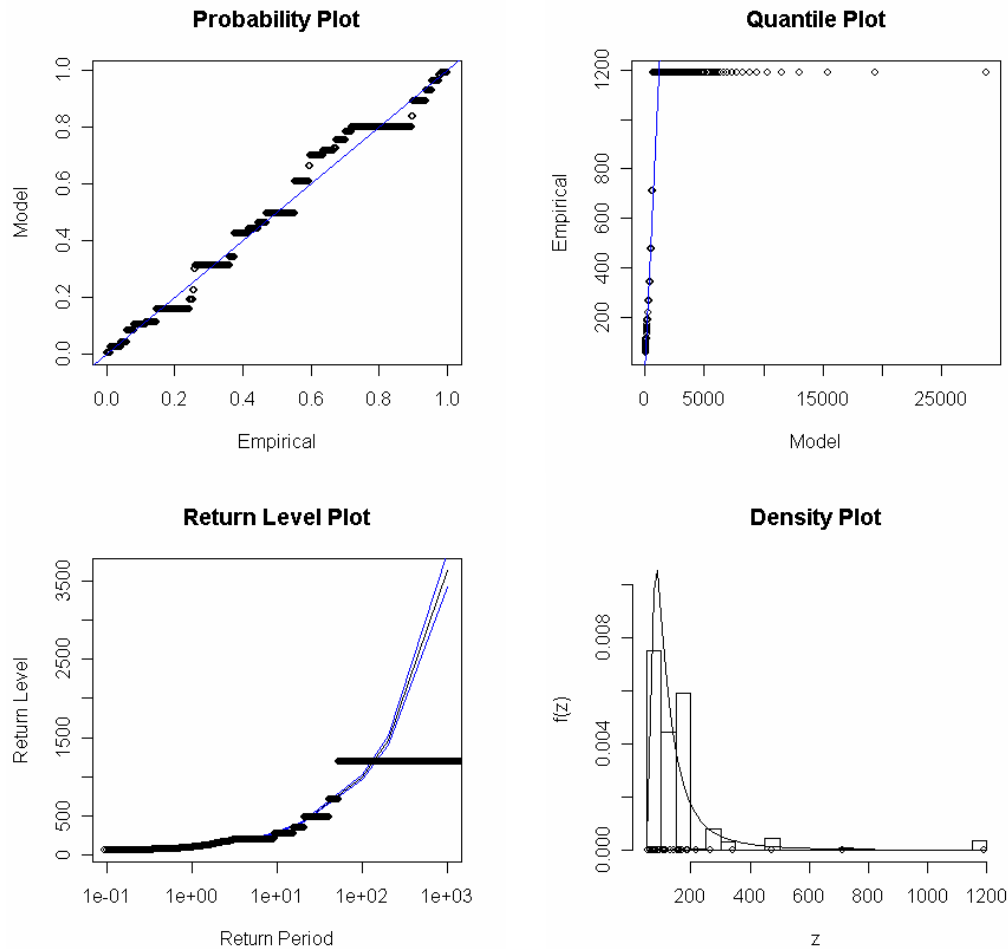 Probability Plot
Model
0.0 0.2 0.4 0.6 0.8 1.0
0.0 0.2 0.4 0.6 0.8 1.0
Empirical
Quantile Plot
Empirical
200 400 600 800 1200
0 5000 15000 25000
Model
Return Level Plot
Return Level
0 500 1500 2500 3500
1e-01 1e+00 1e+01 1e+02 1e+03
Return Period
Density Plot
f(z)
0.000 0.004 0.008
200 400 600 800 1000 1200
z